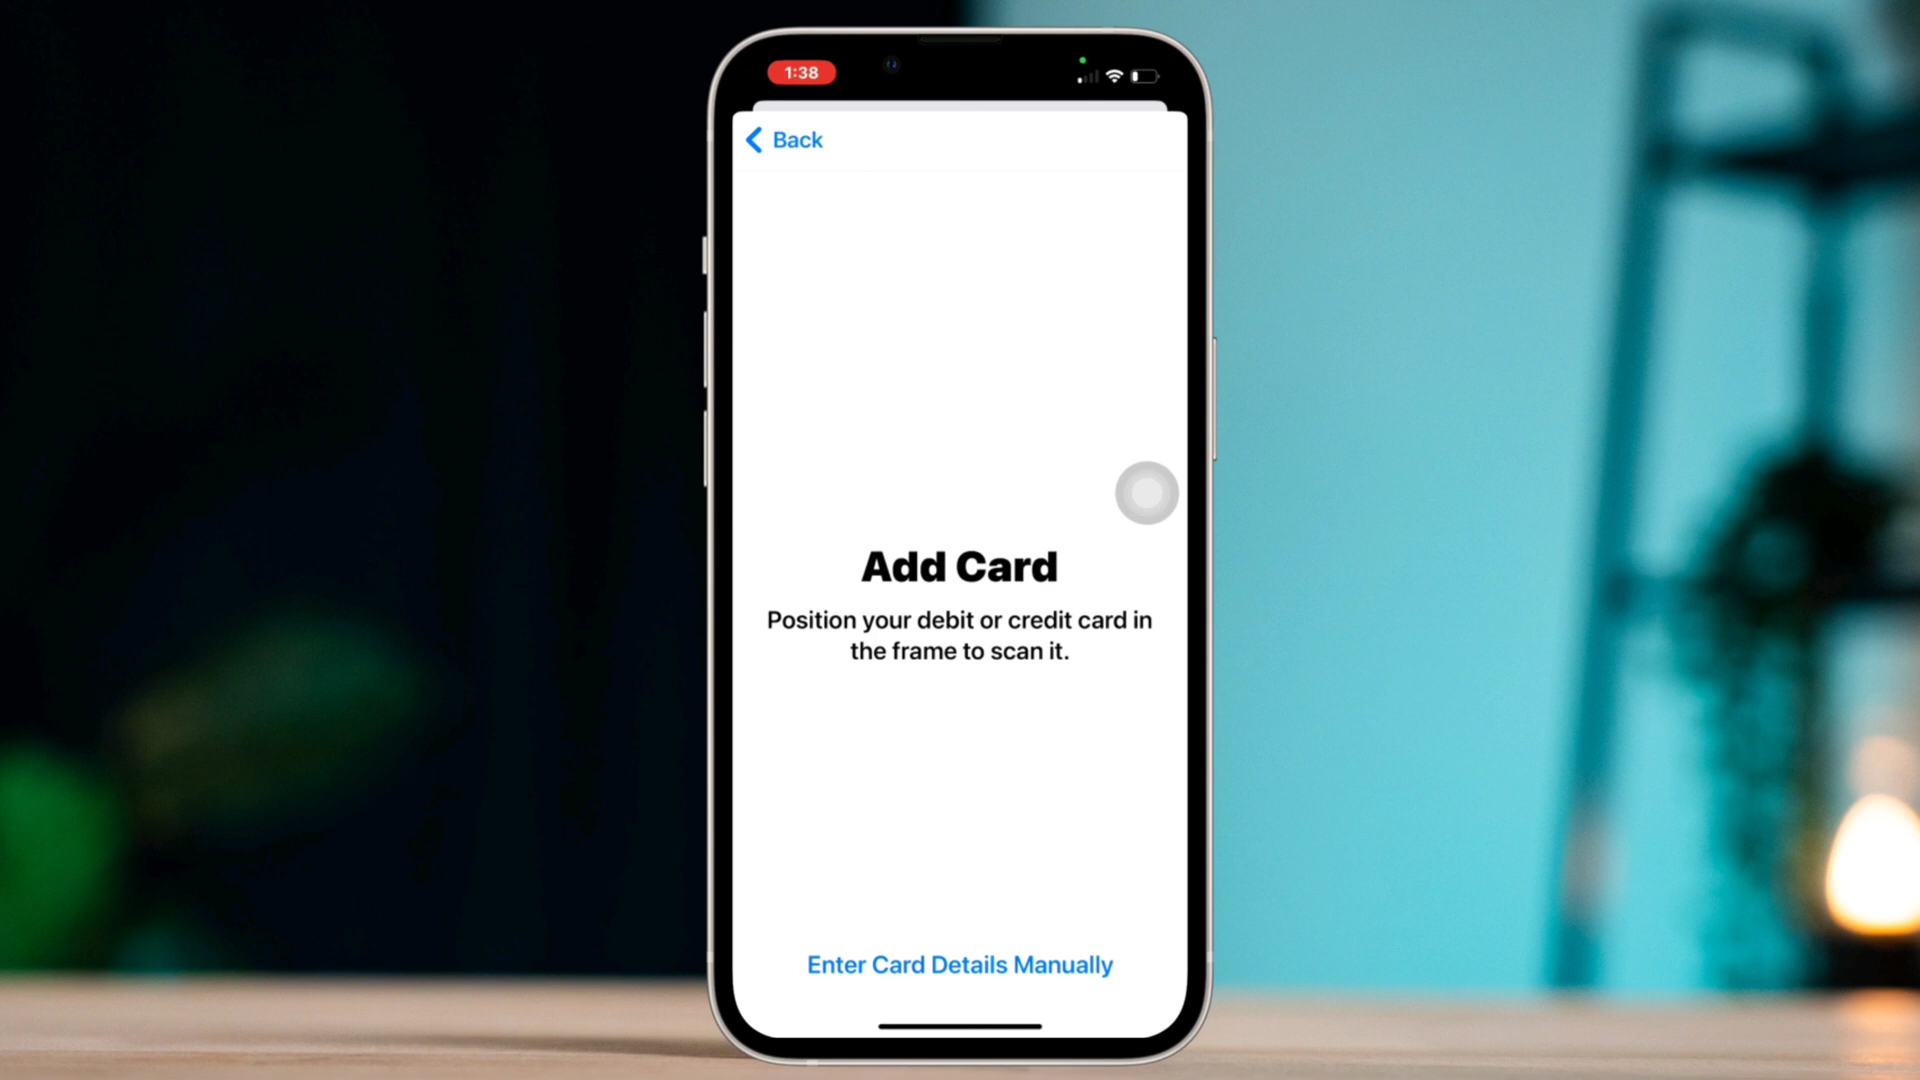 1:38
Back
Add Card
Position your debit or credit card in
the frame to scan it.
Enter Card Details Manually